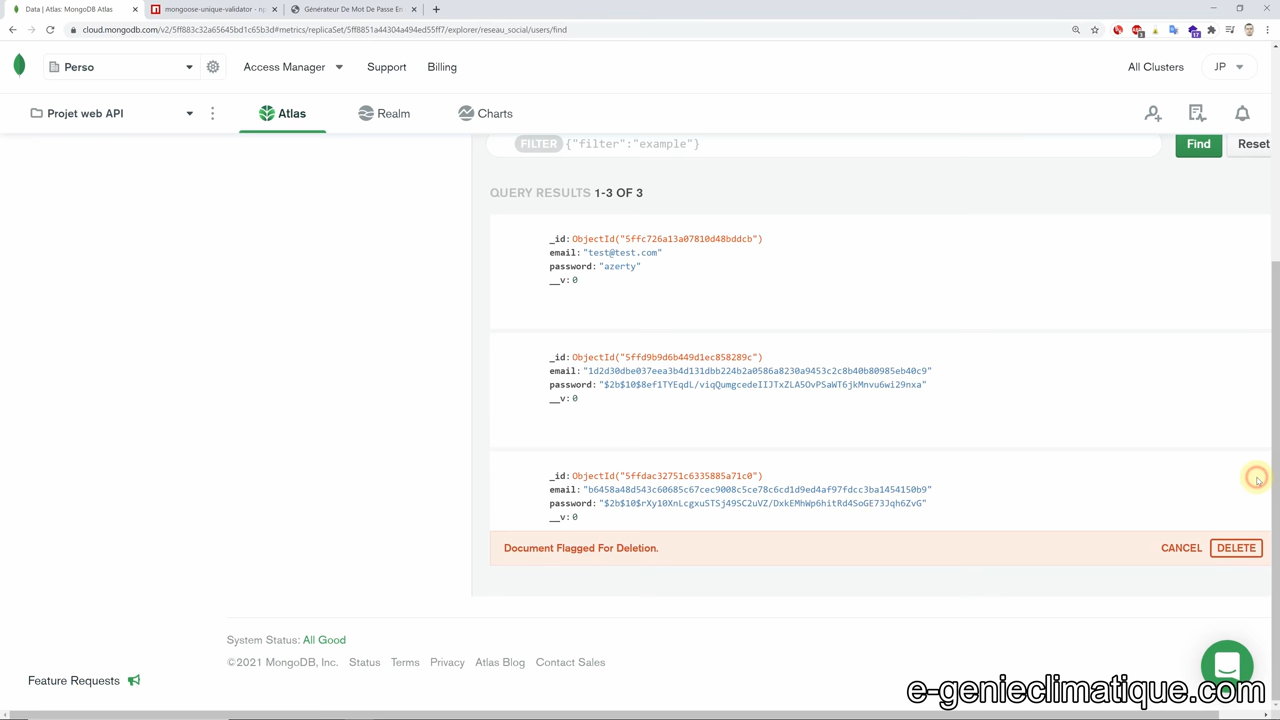 Data | Atlas: MongoDB Atlas
mongoose-unique-validator - np
Générateur De Mot De Passe En
cloud.mongodb.com/v2/5ff883c32a65645bd1c65b3d#metrics/replicaSet/5ff8851a44304a494ed55ff7/explorer/reseau_social/users/find
Perso
Access Manager
Support
Billing
All Clusters
JP
Projet web API
Atlas
Realm
Charts
FILTER {"filter":"example"}
Find
Reset
QUERY RESULTS 1-3 OF 3
_id: ObjectId("5ffc726a13a07810d48bddcb")
email: "test@test.com"
password: "azerty"
__v: 0
_id: ObjectId("5ffd9b9d6b449d1ec858289c")
email: "1d2d30dbe037eea3b4d131dbb224b2a0586a8230a9453c2c8b40b80985eb40c9"
password: "$2b$10$8ef1TYEqdL/viqQumgcedeIIJTxZLA5OvPSaWT6jkMnvu6wi29nxa"
__v: 0
_id: ObjectId("5ffdac32751c6335885a71c0")
email: "b6458a48d543c60685c67cec9008c5ce78c6cd1d9ed4af97fdcc3ba1454150b9"
password: "$2b$10$rXy10XnLcgxuSTSj49SC2uVZ/DxkEMhWp6hitRd4SoGE73Jqh6ZvG"
__v: 0
Document Flagged For Deletion.
CANCEL
DELETE
System Status: All Good
©2021 MongoDB, Inc.
Status
Terms
Privacy
Atlas Blog
Contact Sales
Feature Requests
e-genieclimatique.com